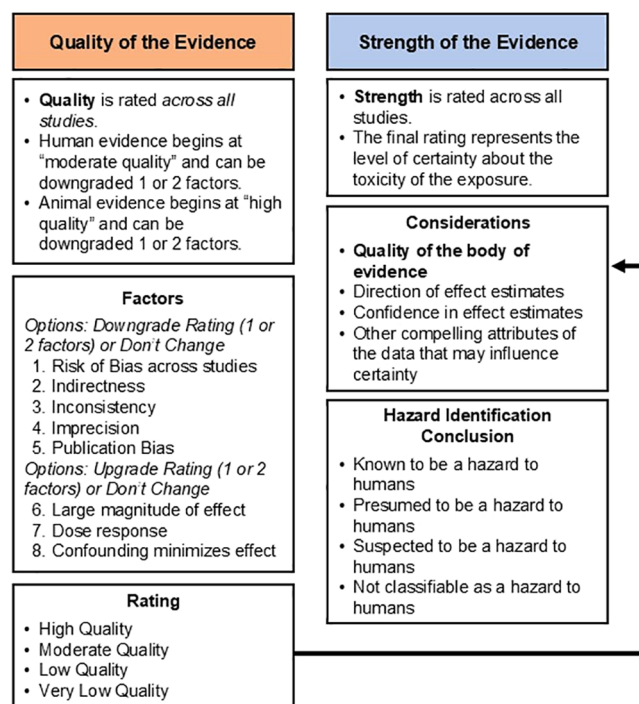 Quality of the Evidence
• Quality is rated across all
studies.
• Human evidence begins at
“moderate quality” and can be
downgraded 1 or 2 factors.
• Animal evidence begins at “high
quality” and can be
downgraded 1 or 2 factors.
Factors
Options: Downgrade Rating (1 or
2 factors) or Don't Change
1. Risk of Bias across studies
2. Indirectness
3. Inconsistency
4. Imprecision
5. Publication Bias
Options: Upgrade Rating (1 or 2
factors) or Don't Change
6. Large magnitude of effect
7. Dose response
8. Confounding minimizes effect
Rating
• High Quality
• Moderate Quality
• Low Quality
• Very Low Quality
Strength of the Evidence
• Strength is rated across all
studies.
• The final rating represents the
level of certainty about the
toxicity of the exposure.
Considerations
• Quality of the body of
evidence
• Direction of effect estimates
• Confidence in effect estimates
• Other compelling attributes of
the data that may influence
certainty
Hazard Identification
Conclusion
• Known to be a hazard to
humans
• Presumed to be a hazard to
humans
• Suspected to be a hazard to
humans
• Not classifiable as a hazard to
humans